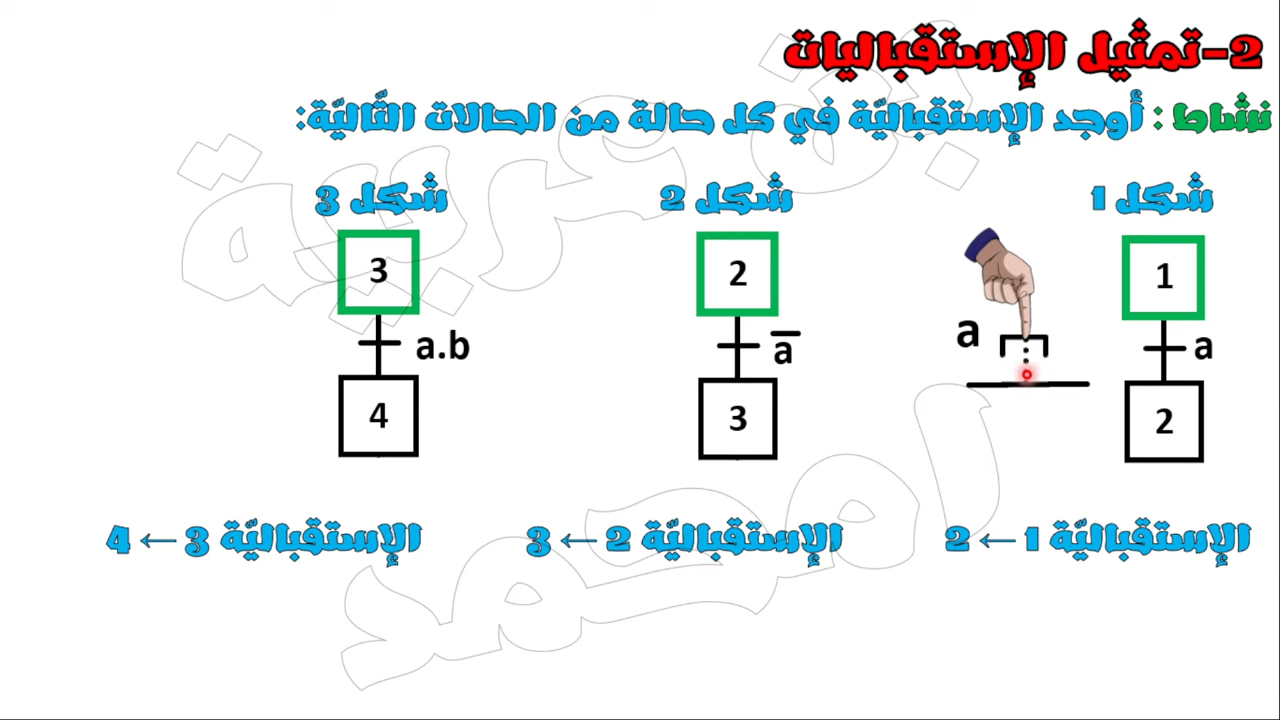 2-تمثيل الإستقباليات
نشاط : أوجد الإستقباليّة في كل حالة من الحالات التّاليّة:
شكل 1
شكل 2
شكل 3
1
a
a
2
2
a̅
3
3
a.b
4
الإستقباليّة 1 ← 2
الإستقباليّة 2 ← 3
الإستقباليّة 3 ← 4